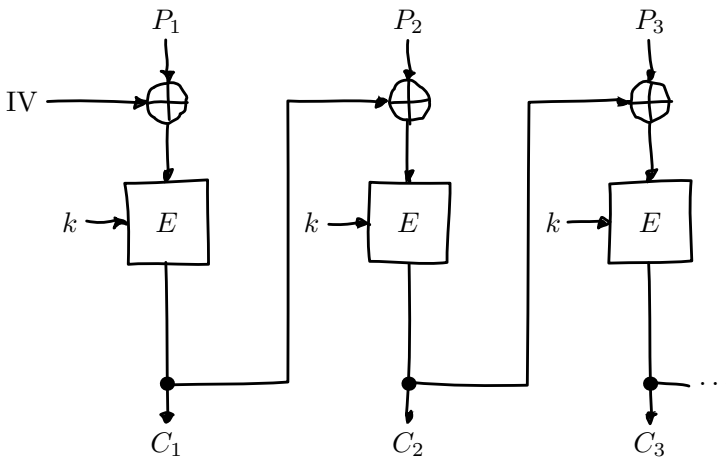 P₁ P₂ P₃
IV
k E k E k E
··
C₁ C₂ C₃